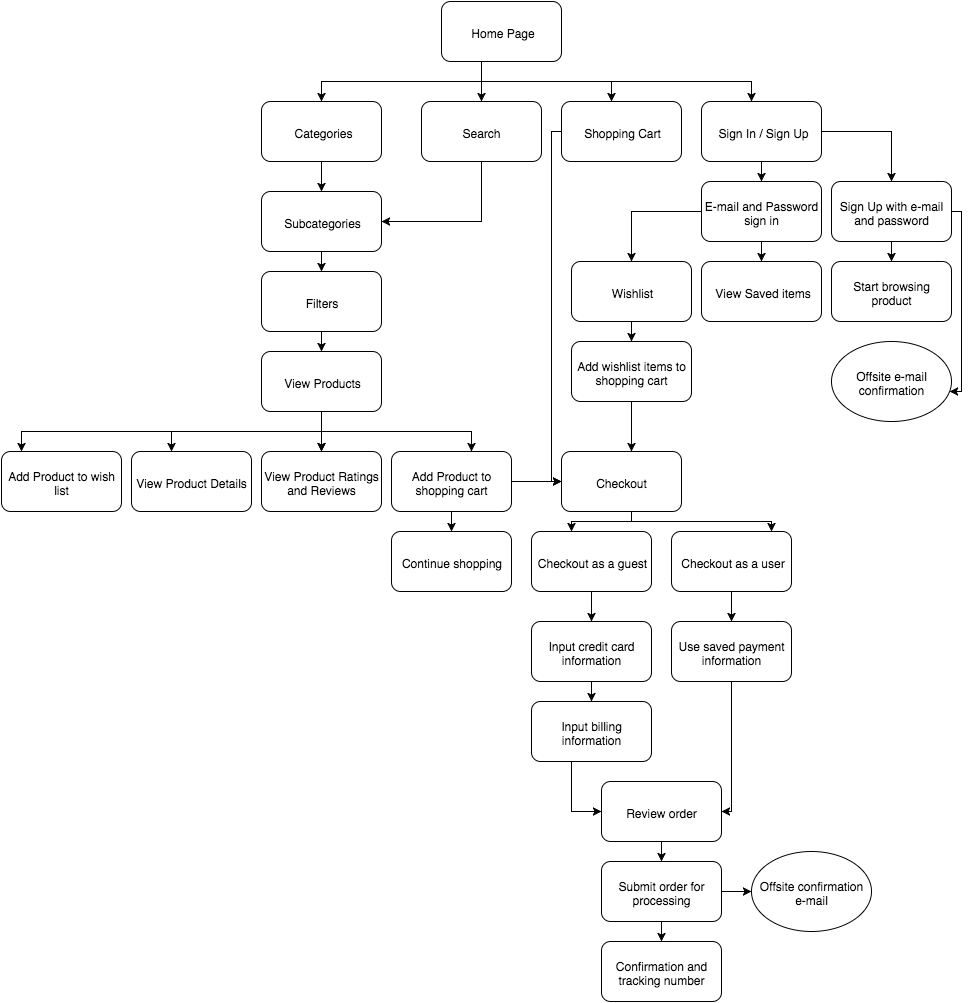 Home Page
Categories
Search
Shopping Cart
Sign In / Sign Up
Subcategories
E-mail and Password
sign in
Sign Up with e-mail
and password
Filters
Wishlist
View Saved items
Start browsing
product
View Products
Add wishlist items to
shopping cart
Offsite e-mail
confirmation
Add Product to wish
list
View Product Details
View Product Ratings
and Reviews
Add Product to
shopping cart
Checkout
Continue shopping
Checkout as a guest
Checkout as a user
Input credit card
information
Use saved payment
information
Input billing
information
Review order
Submit order for
processing
Offsite confirmation
e-mail
Confirmation and
tracking number